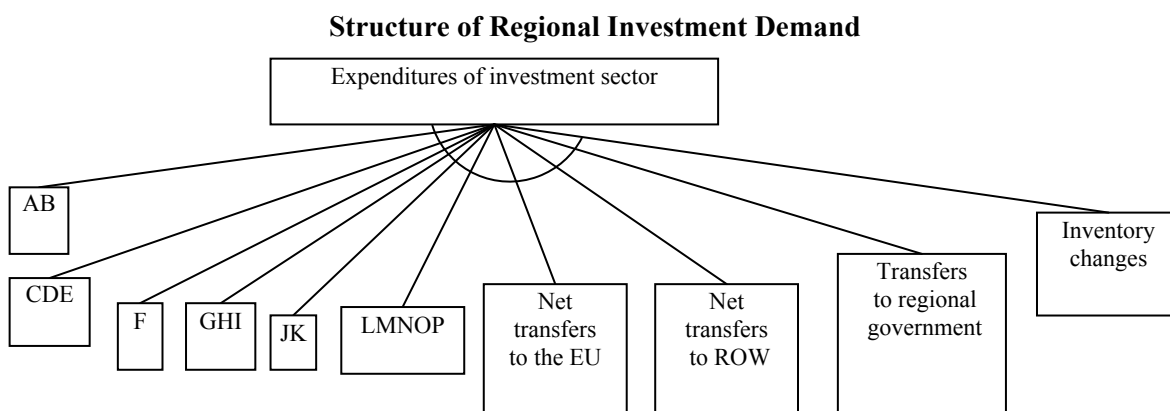 Structure of Regional Investment Demand
Expenditures of investment sector
AB
CDE
F
GHI
JK
LMNOP
Net
transfers
to the EU
Net
transfers
to ROW
Transfers
to regional
government
Inventory
changes